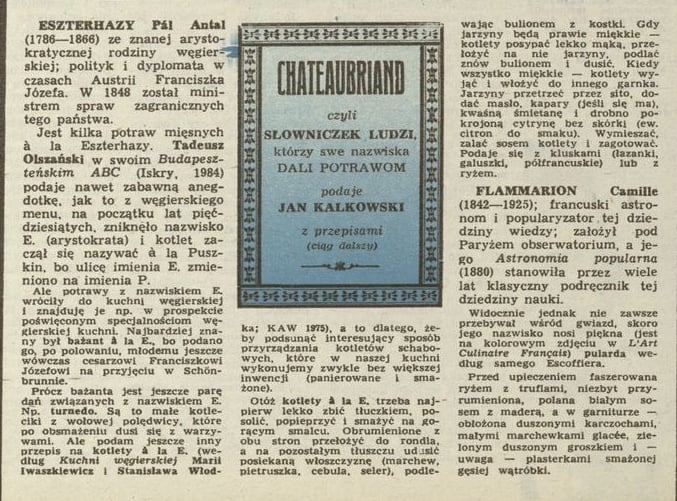 ESZTERHAZY Pál Antal
(1786—1866) ze znanej arysto-
kratycznej rodziny węgier-
skiej; polityk i dyplomata w
czasach Austrii Franciszka
Józefa. W 1848 został mini-
strem spraw zagranicznych
tego państwa.
Jest kilka potraw mięsnych
à la Eszterhazy. Tadeusz
Olszański w swoim Budapesz-
teńskim ABC (Iskry, 1984)
podaje nawet zabawną aneg-
dotkę, jak to z węgierskiego
menu, na początku lat pięć-
dziesiątych, zniknęło nazwisko
E. (arystokrata) i kotlet za-
czął się nazywać à la Pusz-
kin, bo ulicę imienia E. zmie-
niono na imienia P.
Ale potrawy z nazwiskiem E.
wróciły do kuchni węgierskiej
i znajduję je np. w prospekcie
poświęconym specjalnościom wę-
gierskiej kuchni. Najbardziej zna-
ny był bażant à la E., bo podano
go, po polowaniu, młodemu jeszcze
wówczas cesarzowi Franciszkowi
Józefowi na przyjęciu w Schön-
brunnie.
Prócz bażanta jest jeszcze parę
dań związanych z nazwiskiem E.
Np. turnedo. Są to małe kotle-
ciki z wołowej polędwicy, które
po obsmażeniu dusi się z warzy-
wami. Ale podam jeszcze inny
przepis na kotlety à la E. (we-
dług Kuchni węgierskiej Marii
Iwaszkiewicz i Stanisława Włod-
CHATEAUBRIAND
czyli
SŁOWNICZEK LUDZI,
którzy swe nazwiska
DALI POTRAWOM
podaje
JAN KALKOWSKI
z przepisami
(ciąg dalszy)
ka; KAW 1975), a to dlatego, że-
by podsunąć interesujący sposób
przyrządzania kotletów schabo-
wych, które w naszej kuchni
wykonujemy zwykle bez większej
inwencji (panierowane i sma-
żone).
Otóż kotlety à la E. trzeba naj-
pierw lekko zbić tłuczkiem, po-
solić, popieprzyć i smażyć na go-
rącym smalcu. Obrumienione z
obu stron przełożyć do rondla,
a na pozostałym tłuszczu udusić
posiekaną włoszczyznę (marchew,
pietruszka, cebula, seler), podle-
wając bulionem z kostki. Gdy
jarzyny będą prawie miękkie —
kotlety posypać lekko mąką, prze-
łożyć na nie jarzyny, podlać
znów bulionem i dusić. Kiedy
wszystko miękkie — kotlety wy-
jąć i włożyć do innego garnka.
Jarzyny przetrzeć przez sito, do-
dać masło, kapary (jeśli się ma),
kwaśną śmietanę i drobno po-
krojoną cytrynę bez skórki (ew.
citron do smaku). Wymieszać,
zalać sosem kotlety i zagotować.
Podaje się z kluskami (łazanki,
galuszki, półfrancuskie) lub z
ryżem.
FLAMMARION Camille
(1842—1925); francuski astro-
nom i popularyzator tej dzie-
dziny wiedzy; założył pod
Paryżem obserwatorium, a je-
go Astronomia popularna
(1880) stanowiła przez wiele
lat klasyczny podręcznik tej
dziedziny nauki.
Widocznie jednak nie zawsze
przebywał wśród gwiazd, skoro
jego nazwisko nosi piękna (jest
na kolorowym zdjęciu w L'Art
Culinaire Français) pularda we-
dług samego Escoffiera.
Przed upieczeniem faszerowana
ryżem z truflami, niezbyt przy-
rumieniona, polana białym so-
sem z maderą, a w garniturze —
obłożona duszonymi karczochami,
małymi marchewkami glacée, zie-
lonym duszonym groszkiem i —
uwaga — plasterkami smażonej
gęsiej wątróbki.